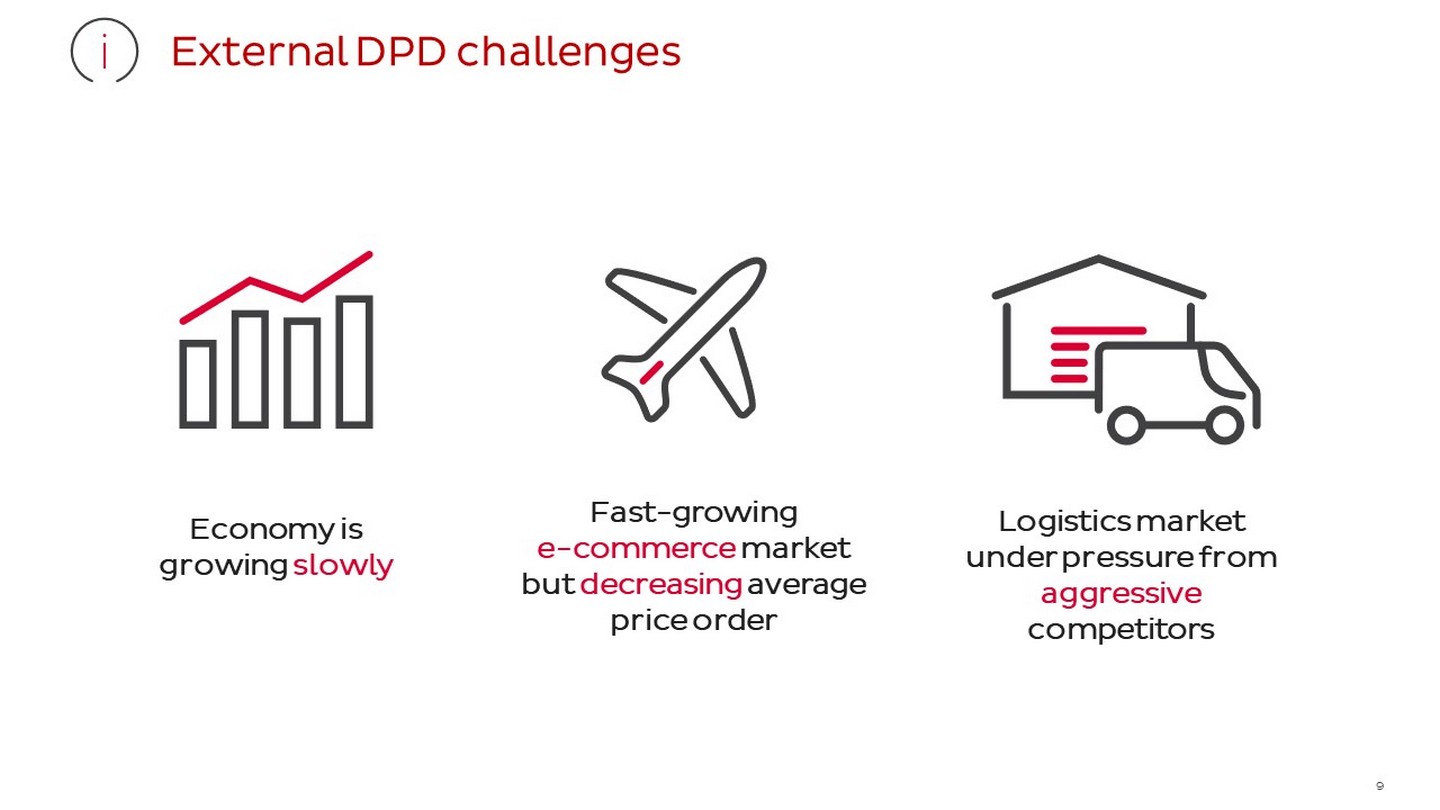 External DPD challenges
Economy is
growing slowly
Fast-growing
e-commerce market
but decreasing average
price order
Logistics market
under pressure from
aggressive
competitors
9